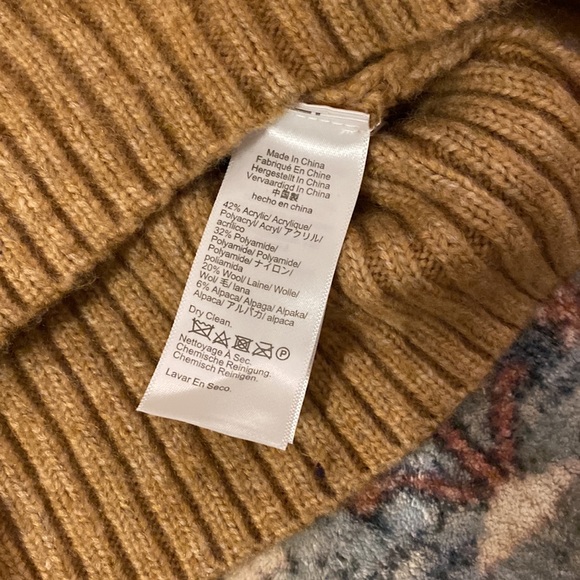 Made In China
Fabriqué En Chine
Hergestellt In China
Vervaardigd In China
中国製
hecho en china
42% Acrylic/ Acrylique/
Polyacryl/ Acryl/ アクリル/
acrílico
32% Polyamide/
Polyamide/ Polyamid/
Polyamide/ ナイロン/
poliamida
20% Wool/ Laine/ Wolle/
Wol/ 毛/ lana
6% Alpaca/ Alpaga/ Alpaka/
Alpaca/ アルパカ/ alpaca
Dry Clean.
P
Nettoyage À Sec.
Chemische Reinigung.
Chemisch Reinigen.
Lavar En Seco.